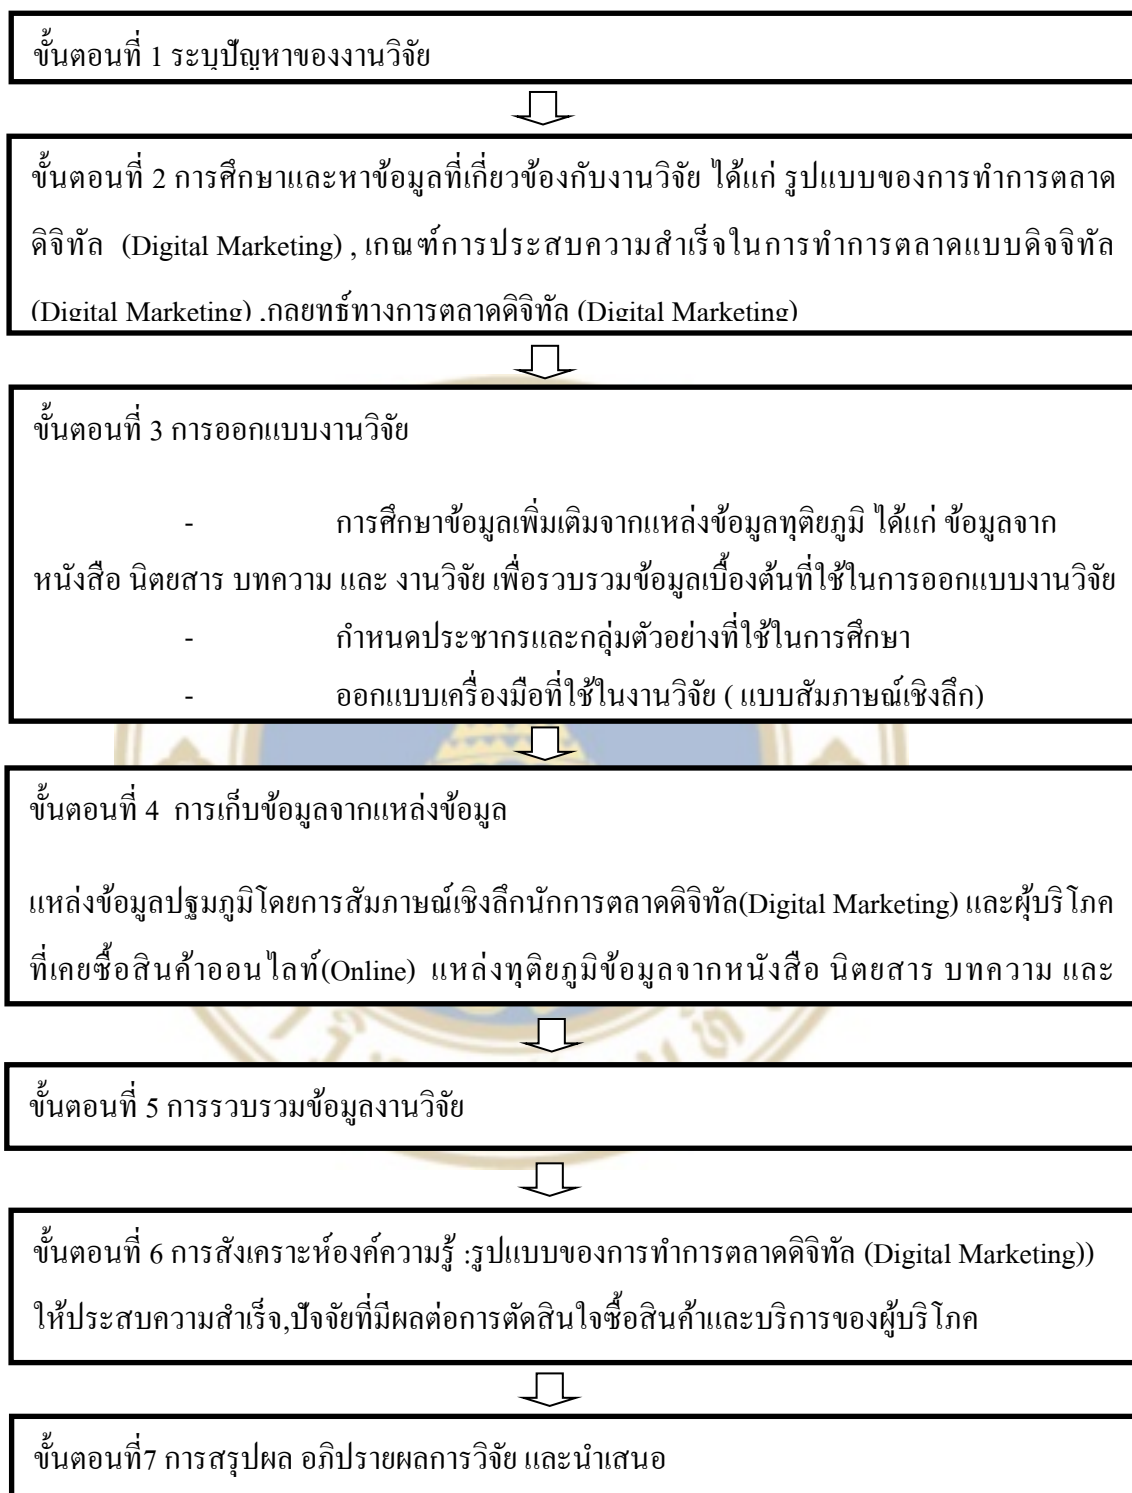 ขั้นตอนที่ 1 ระบุปัญหาของงานวิจัย
ขั้นตอนที่ 2 การศึกษาและหาข้อมูลที่เกี่ยวข้องกับงานวิจัย ได้แก่ รูปแบบของการทำการตลาด
ดิจิทัล (Digital Marketing) , เกณฑ์การประสบความสำเร็จในการทำการตลาดแบบดิจจิทัล
(Digital Marketing) ,กลยุทธ์ทางการตลาดดิจิทัล (Digital Marketing)
ขั้นตอนที่ 3 การออกแบบงานวิจัย
- การศึกษาข้อมูลเพิ่มเติมจากแหล่งข้อมูลทุติยภูมิ ได้แก่ ข้อมูลจาก
หนังสือ นิตยสาร บทความ และ งานวิจัย เพื่อรวบรวมข้อมูลเบื้องต้นที่ใช้ในการออกแบบงานวิจัย
- กำหนดประชากรและกลุ่มตัวอย่างที่ใช้ในการศึกษา
- ออกแบบเครื่องมือที่ใช้ในงานวิจัย ( แบบสัมภาษณ์เชิงลึก)
ขั้นตอนที่ 4 การเก็บข้อมูลจากแหล่งข้อมูล
แหล่งข้อมูลปฐมภูมิโดยการสัมภาษณ์เชิงลึกนักการตลาดดิจิทัล(Digital Marketing) และผุ้บริโภค
ที่เคยซื้อสินค้าออนไลท์(Online) แหล่งทุติยภูมิข้อมูลจากหนังสือ นิตยสาร บทความ และ
ขั้นตอนที่ 5 การรวบรวมข้อมูลงานวิจัย
ขั้นตอนที่ 6 การสังเคราะห์องค์ความรู้ :รูปแบบของการทำการตลาดดิจิทัล (Digital Marketing))
ให้ประสบความสำเร็จ,ปัจจัยที่มีผลต่อการตัดสินใจซื้อสินค้าและบริการของผู้บริโภค
ขั้นตอนที่7 การสรุปผล อภิปรายผลการวิจัย และนำเสนอ